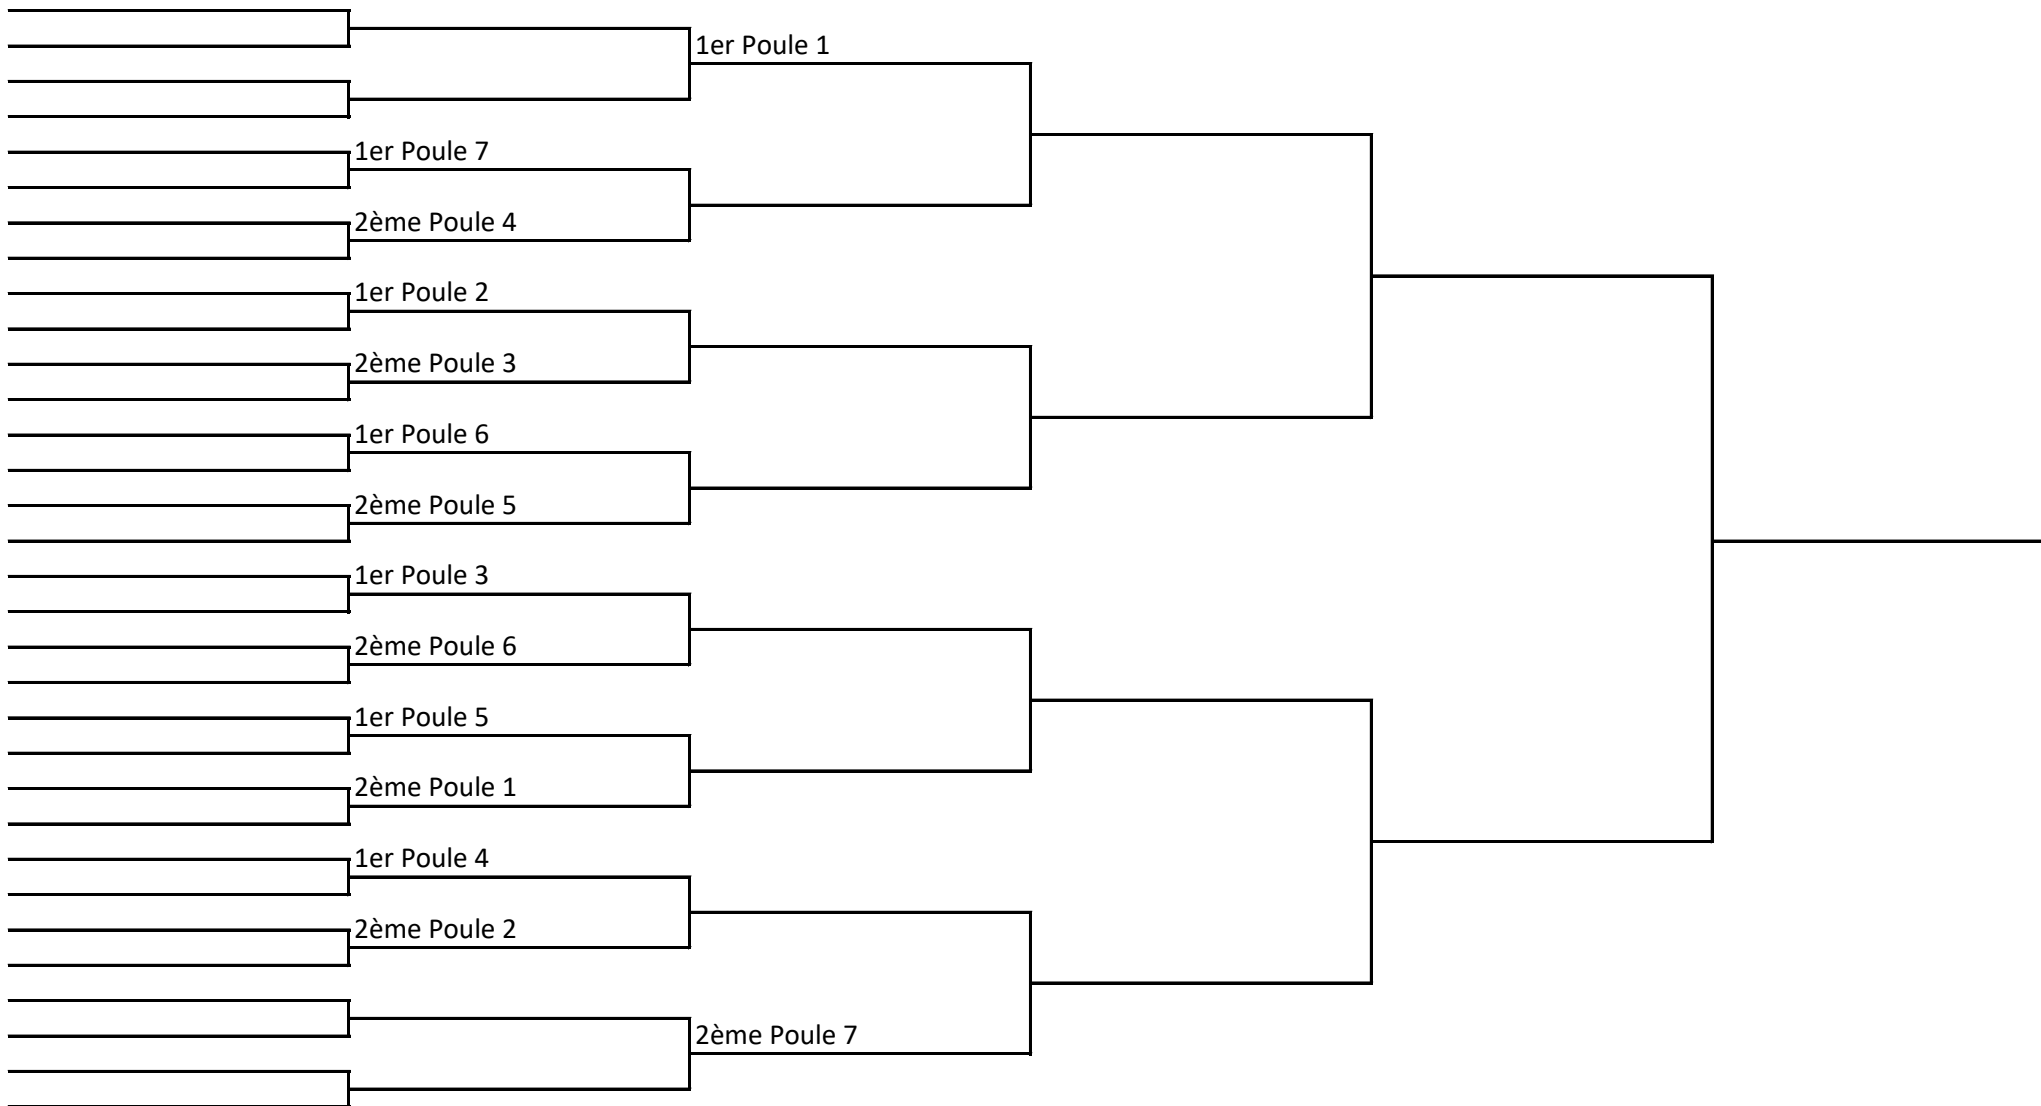 1er Poule 1
1er Poule 7
2ème Poule 4
1er Poule 2
2ème Poule 3
1er Poule 6
2ème Poule 5
1er Poule 3
2ème Poule 6
1er Poule 5
2ème Poule 1
1er Poule 4
2ème Poule 2
2ème Poule 7